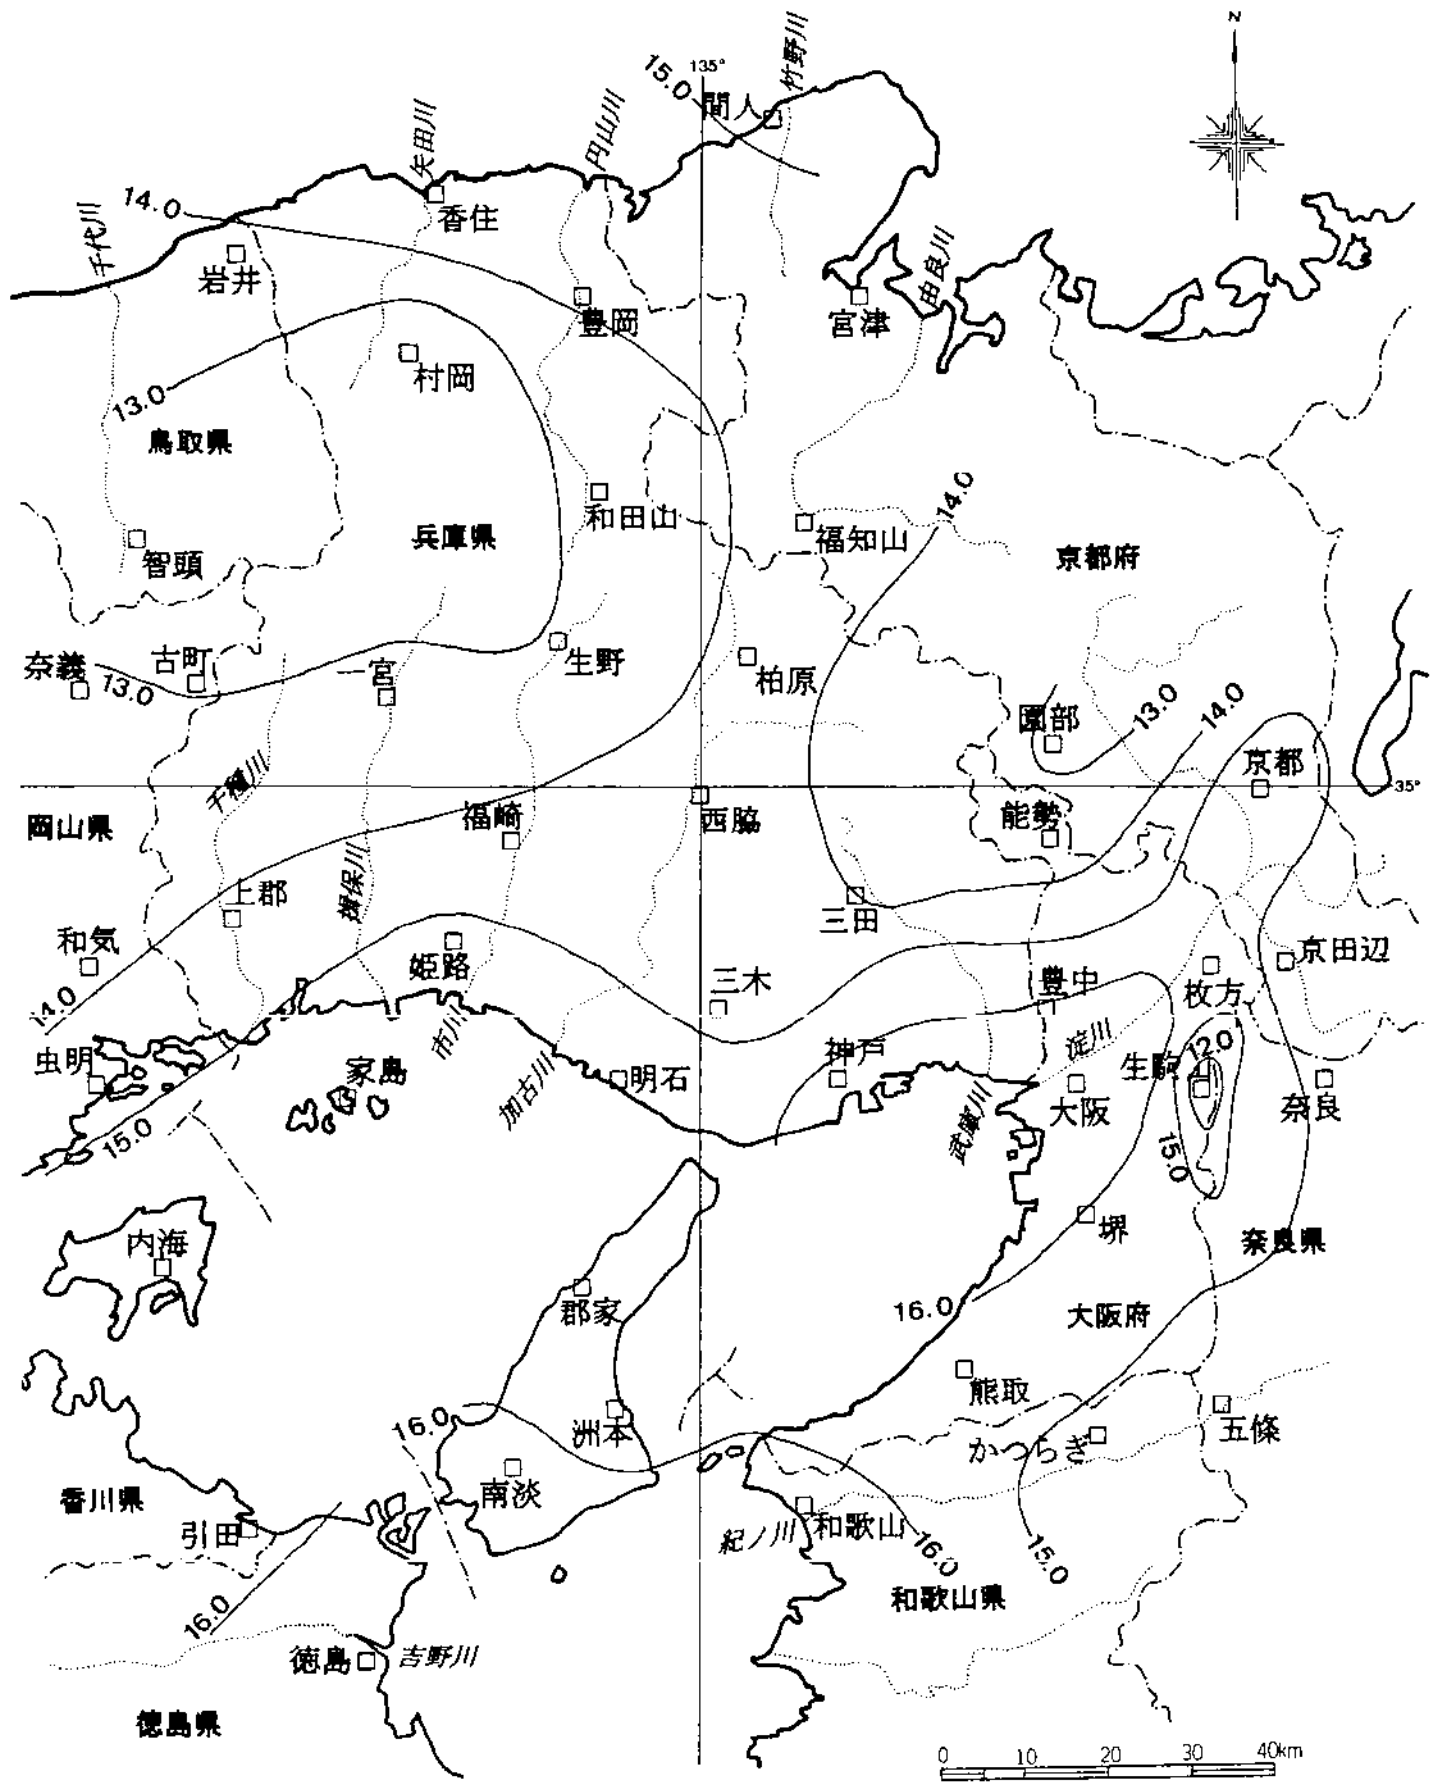 N
竹野川
135°
15.0
間人
円山川
矢田川
14.0
香住
千代川
岩井
由良川
豊岡
宮津
村岡
13.0
鳥取県
14.0
和田山
福知山
兵庫県
京都府
智頭
奈義
古町
一宮
生野
柏原
13.0
13.0
14.0
園部
京都
千種川
35°
岡山県
福崎
西脇
能勢
揖保川
上郡
三田
和気
姫路
三木
豊中
枚方
京田辺
14.0
市川
淀川
12.0
虫明
家島
加古川
明石
神戸
生駒山
大阪
奈良
武庫川
15.0
15.0
内海
堺
奈良県
郡家
16.0
大阪府
熊取
16.0
洲本
かつらぎ
五條
香川県
南淡
引田
紀ノ川
和歌山
16.0
15.0
16.0
和歌山県
徳島
吉野川
徳島県
0 10 20 30 40km